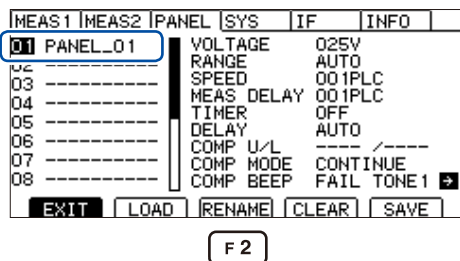 MEAS1 MEAS2 PANEL SYS IF INFO
01 PANEL_01 VOLTAGE 025V
02 ---------- RANGE AUTO
03 ---------- SPEED 001PLC
04 ---------- MEAS DELAY 001PLC
05 ---------- TIMER OFF
06 ---------- DELAY AUTO
07 ---------- COMP U/L ---- /----
08 ---------- COMP MODE CONTINUE
COMP BEEP FAIL TONE1
EXIT LOAD RENAME CLEAR SAVE
F2